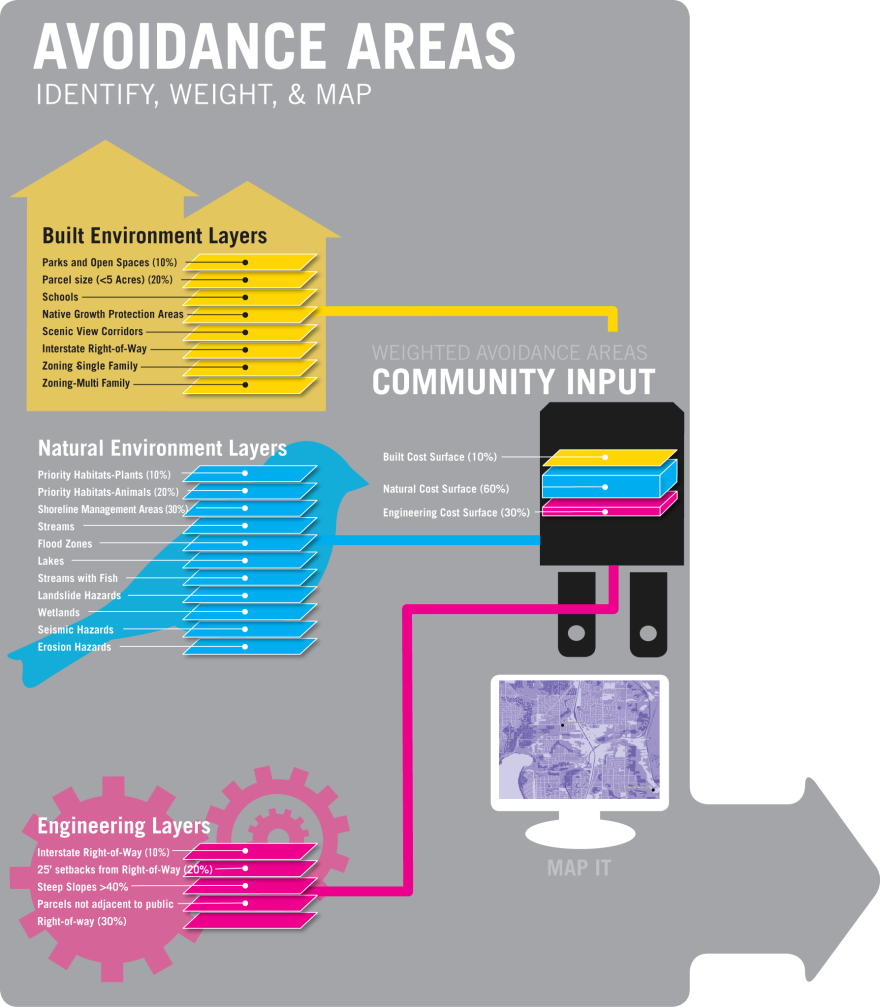 AVOIDANCE AREAS
IDENTIFY, WEIGHT, & MAP
Built Environment Layers
Parks and Open Spaces (10%)
Parcel size (<5 Acres) (20%)
Schools
Native Growth Protection Areas
Scenic View Corridors
Interstate Right-of-Way
Zoning Single Family
Zoning-Multi Family
WEIGHTED AVOIDANCE AREAS
COMMUNITY INPUT
Built Cost Surface (10%)
Natural Cost Surface (60%)
Engineering Cost Surface (30%)
Natural Environment Layers
Priority Habitats-Plants (10%)
Priority Habitats-Animals (20%)
Shoreline Management Areas (30%)
Streams
Flood Zones
Lakes
Streams with Fish
Landslide Hazards
Wetlands
Seismic Hazards
Erosion Hazards
Engineering Layers
Interstate Right-of-Way (10%)
25' setbacks from Right-of-Way (20%)
Steep Slopes >40%
Parcels not adjacent to public
Right-of-way (30%)
MAP IT